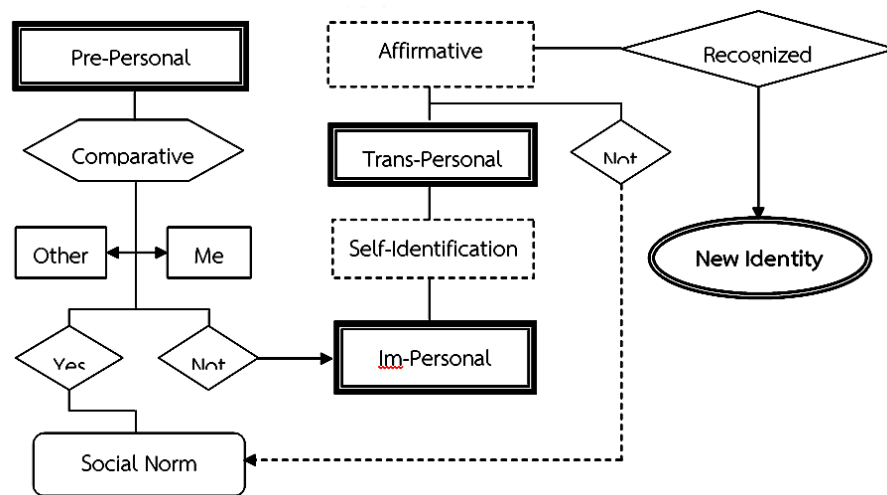 Pre-Personal
Comparative
Other
Me
Yes
Not
Social Norm
Affirmative
Trans-Personal
Self-Identification
Im-Personal
Not
Recognized
New Identity